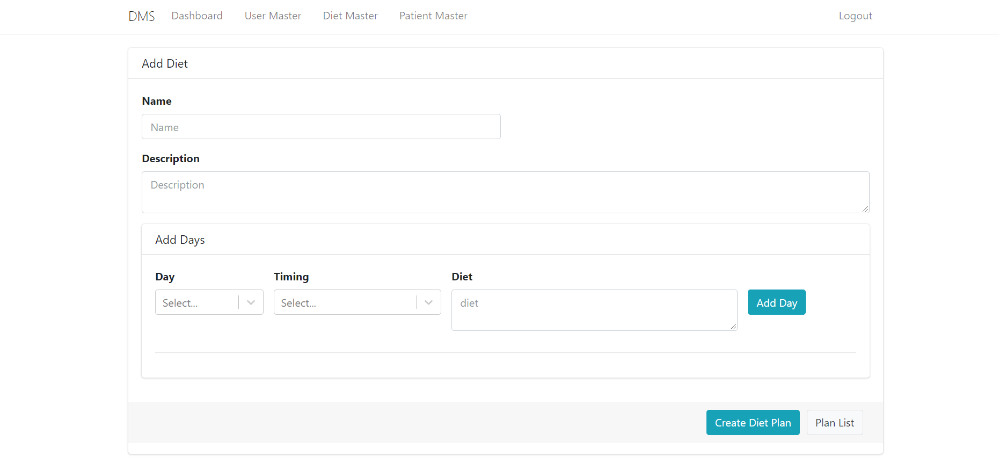 DMS Dashboard User Master Diet Master Patient Master Logout
Add Diet
Name
Name
Description
Description
Add Days
Day Timing Diet
Select... Select... diet Add Day
Create Diet Plan Plan List